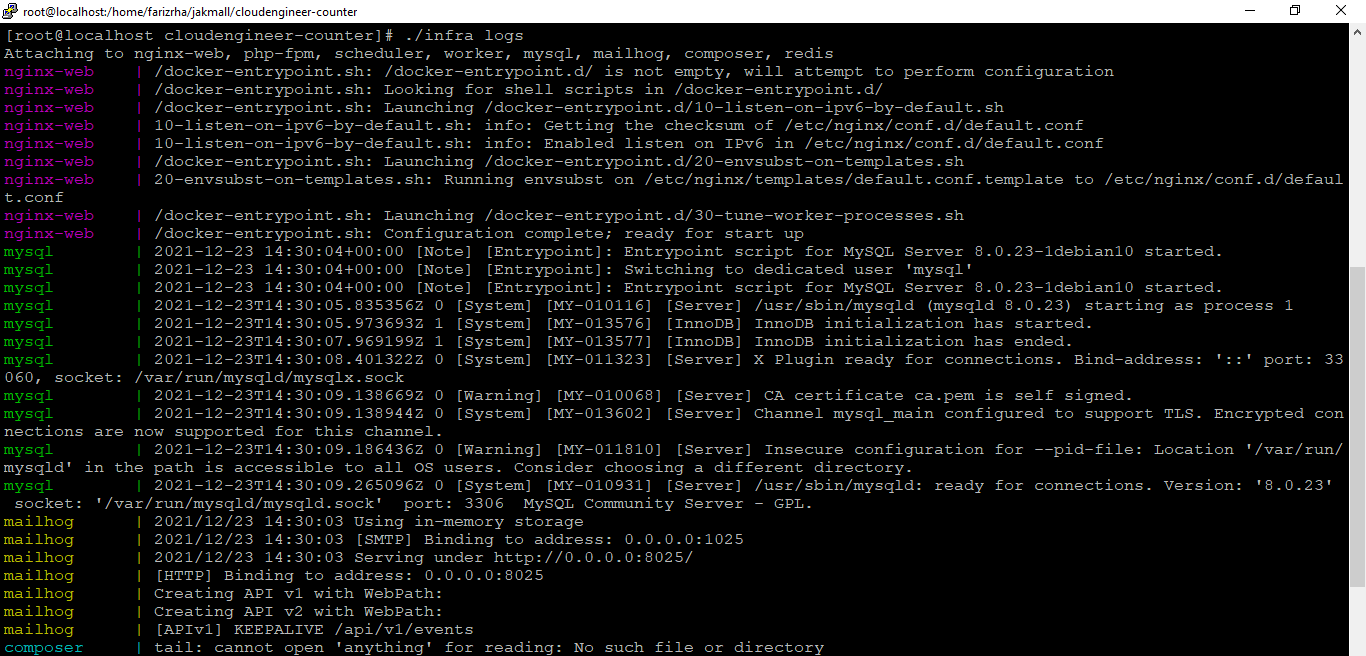 root@localhost:/home/farizrha/jakmall/cloudengineer-counter
[root@localhost cloudengineer-counter]# ./infra logs
Attaching to nginx-web, php-fpm, scheduler, worker, mysql, mailhog, composer, redis
nginx-web    | /docker-entrypoint.sh: /docker-entrypoint.d/ is not empty, will attempt to perform configuration
nginx-web    | /docker-entrypoint.sh: Looking for shell scripts in /docker-entrypoint.d/
nginx-web    | /docker-entrypoint.sh: Launching /docker-entrypoint.d/10-listen-on-ipv6-by-default.sh
nginx-web    | 10-listen-on-ipv6-by-default.sh: info: Getting the checksum of /etc/nginx/conf.d/default.conf
nginx-web    | 10-listen-on-ipv6-by-default.sh: info: Enabled listen on IPv6 in /etc/nginx/conf.d/default.conf
nginx-web    | /docker-entrypoint.sh: Launching /docker-entrypoint.d/20-envsubst-on-templates.sh
nginx-web    | 20-envsubst-on-templates.sh: Running envsubst on /etc/nginx/templates/default.conf.template to /etc/nginx/conf.d/defaul
t.conf
nginx-web    | /docker-entrypoint.sh: Launching /docker-entrypoint.d/30-tune-worker-processes.sh
nginx-web    | /docker-entrypoint.sh: Configuration complete; ready for start up
mysql        | 2021-12-23 14:30:04+00:00 [Note] [Entrypoint]: Entrypoint script for MySQL Server 8.0.23-1debian10 started.
mysql        | 2021-12-23 14:30:04+00:00 [Note] [Entrypoint]: Switching to dedicated user 'mysql'
mysql        | 2021-12-23 14:30:04+00:00 [Note] [Entrypoint]: Entrypoint script for MySQL Server 8.0.23-1debian10 started.
mysql        | 2021-12-23T14:30:05.835356Z 0 [System] [MY-010116] [Server] /usr/sbin/mysqld (mysqld 8.0.23) starting as process 1
mysql        | 2021-12-23T14:30:05.973693Z 1 [System] [MY-013576] [InnoDB] InnoDB initialization has started.
mysql        | 2021-12-23T14:30:07.969199Z 1 [System] [MY-013577] [InnoDB] InnoDB initialization has ended.
mysql        | 2021-12-23T14:30:08.401322Z 0 [System] [MY-011323] [Server] X Plugin ready for connections. Bind-address: '::' port: 33
060, socket: /var/run/mysqld/mysqlx.sock
mysql        | 2021-12-23T14:30:09.138669Z 0 [Warning] [MY-010068] [Server] CA certificate ca.pem is self signed.
mysql        | 2021-12-23T14:30:09.138944Z 0 [System] [MY-013602] [Server] Channel mysql_main configured to support TLS. Encrypted con
nections are now supported for this channel.
mysql        | 2021-12-23T14:30:09.186436Z 0 [Warning] [MY-011810] [Server] Insecure configuration for --pid-file: Location '/var/run/
mysqld' in the path is accessible to all OS users. Consider choosing a different directory.
mysql        | 2021-12-23T14:30:09.265096Z 0 [System] [MY-010931] [Server] /usr/sbin/mysqld: ready for connections. Version: '8.0.23'
 socket: '/var/run/mysqld/mysqld.sock'  port: 3306  MySQL Community Server - GPL.
mailhog      | 2021/12/23 14:30:03 Using in-memory storage
mailhog      | 2021/12/23 14:30:03 [SMTP] Binding to address: 0.0.0.0:1025
mailhog      | 2021/12/23 14:30:03 Serving under http://0.0.0.0:8025/
mailhog      | [HTTP] Binding to address: 0.0.0.0:8025
mailhog      | Creating API v1 with WebPath:
mailhog      | Creating API v2 with WebPath:
mailhog      | [APIv1] KEEPALIVE /api/v1/events
composer     | tail: cannot open 'anything' for reading: No such file or directory